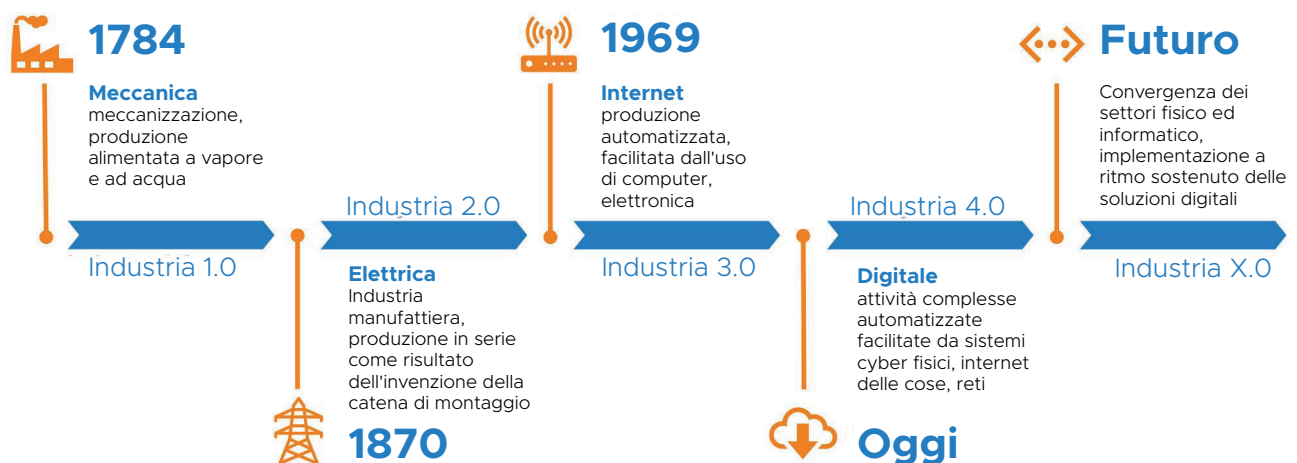 1784
Meccanica
meccanizzazione,
produzione
alimentata a vapore
e ad acqua
Industria 1.0
Industria 2.0
Elettrica
Industria
manufattiera,
produzione in serie
come risultato
dell'invenzione della
catena di montaggio
1870
1969
Internet
produzione
automatizzata,
facilitata dall'uso
di computer,
elettronica
Industria 3.0
Industria 4.0
Digitale
attività complesse
automatizzate
facilitate da sistemi
cyber fisici, internet
delle cose, reti
Oggi
Futuro
Convergenza dei
settori fisico ed
informatico,
implementazione a
ritmo sostenuto delle
soluzioni digitali
Industria X.0